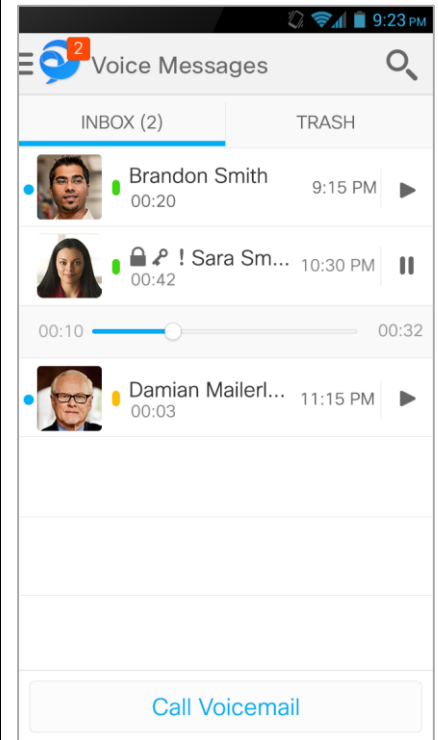 9:23 PM
2
Voice Messages
INBOX (2)
TRASH
Brandon Smith
00:20
9:15 PM
! Sara Sm...
00:42
10:30 PM
00:10
00:32
Damian Mailerl...
00:03
11:15 PM
Call Voicemail